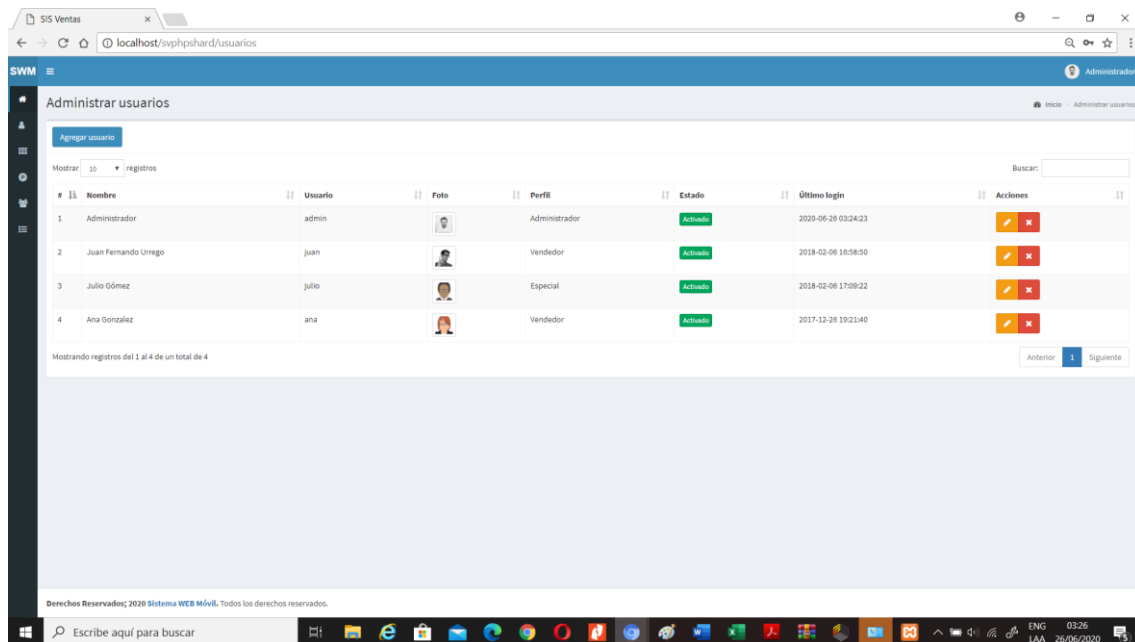 SIS Ventas
localhost/svphpshard/usuarios
SWM Administrador
Administrar usuarios Inicio Administrar usuarios
Agregar usuario
Mostrar 10 registros Buscar:
# Nombre Usuario Foto Perfil Estado Último login Acciones
1 Administrador admin Administrador Activado 2020-06-26 03:24:23
2 Juan Fernando Urrego juan Vendedor Activado 2018-02-06 16:58:50
3 Julio Gómez julio Especial Activado 2018-02-06 17:09:22
4 Ana Gonzalez ana Vendedor Activado 2017-12-26 19:21:40
Mostrando registros del 1 al 4 de un total de 4 Anterior 1 Siguiente
Derechos Reservados; 2020 Sistema WEB Móvil. Todos los derechos reservados.
Escribe aquí para buscar ENG 03:26
LAA 26/06/2020